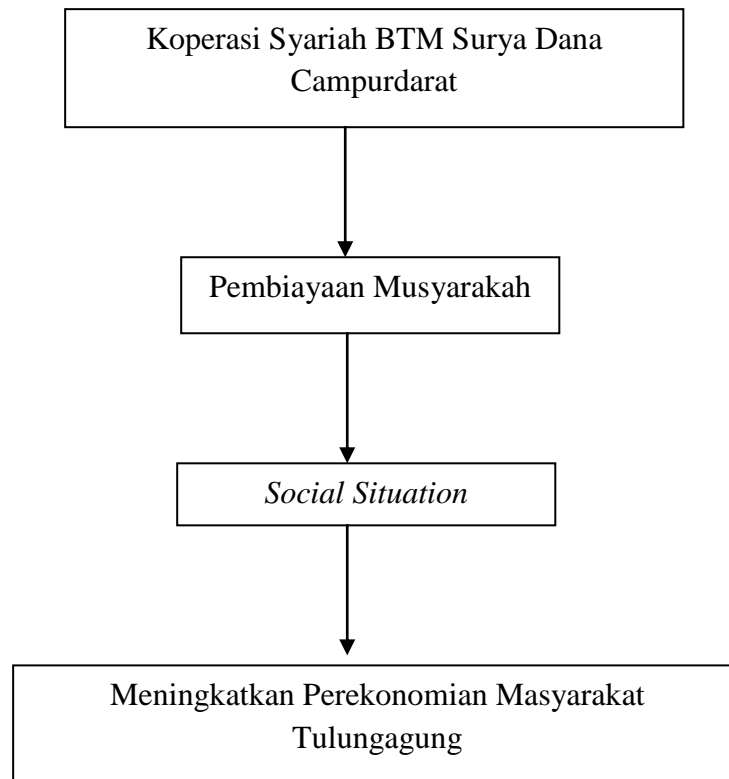 Koperasi Syariah BTM Surya Dana
Campurdarat
Pembiayaan Musyarakah
Social Situation
Meningkatkan Perekonomian Masyarakat
Tulungagung